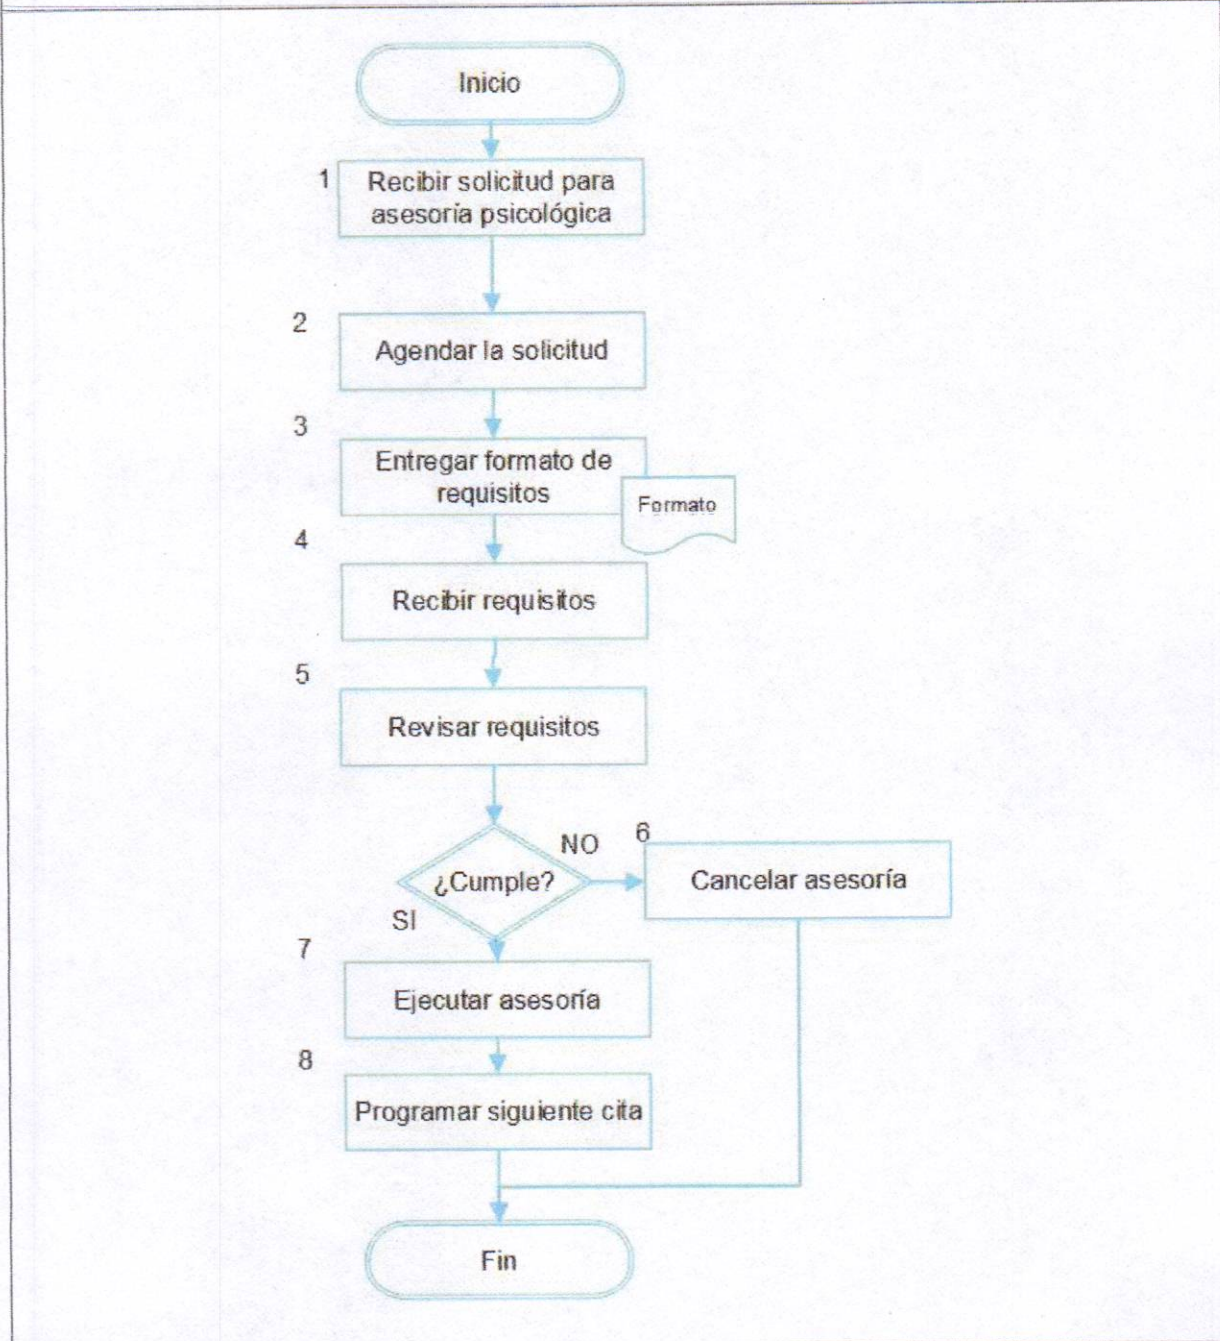 Inicio
1
Recibir solicitud para
asesoría psicológica
2
Agendar la solicitud
3
Entregar formato de
requisitos
Formato
4
Recibir requisitos
5
Revisar requisitos
¿Cumple?
NO
6
Cancelar asesoría
SI
7
Ejecutar asesoría
8
Programar siguiente cita
Fin